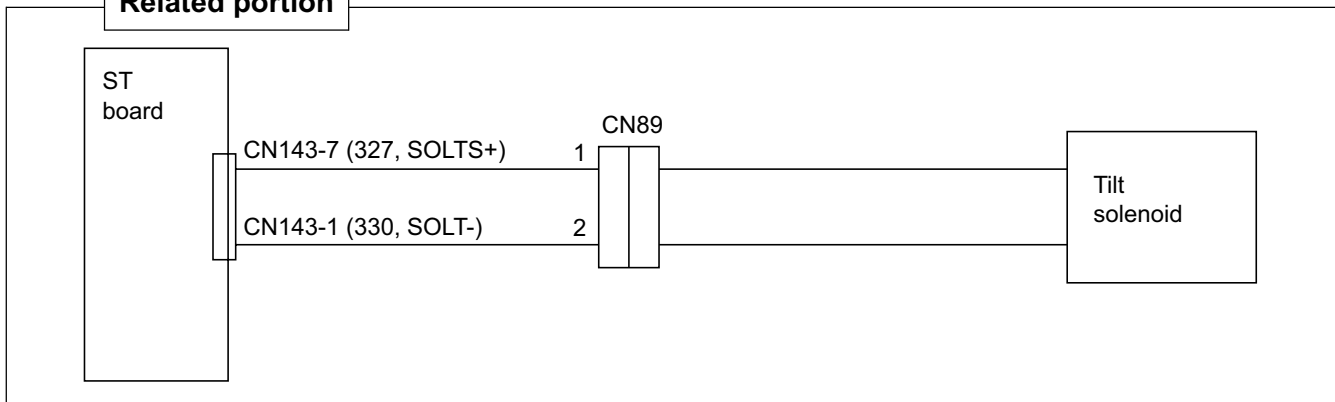 Related portion
ST
board
CN143-7 (327, SOLTS+)
1
CN89
CN143-1 (330, SOLT-)
2
Tilt
solenoid